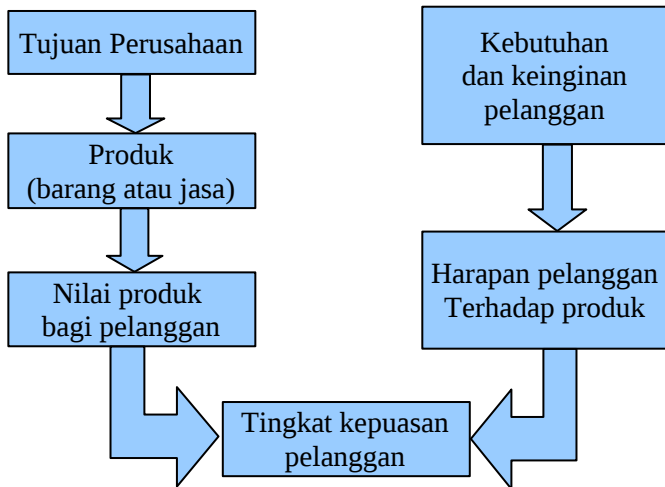 Tujuan Perusahaan
Produk
(barang atau jasa)
Nilai produk
bagi pelanggan
Kebutuhan
dan keinginan
pelanggan
Harapan pelanggan
Terhadap produk
Tingkat kepuasan
pelanggan